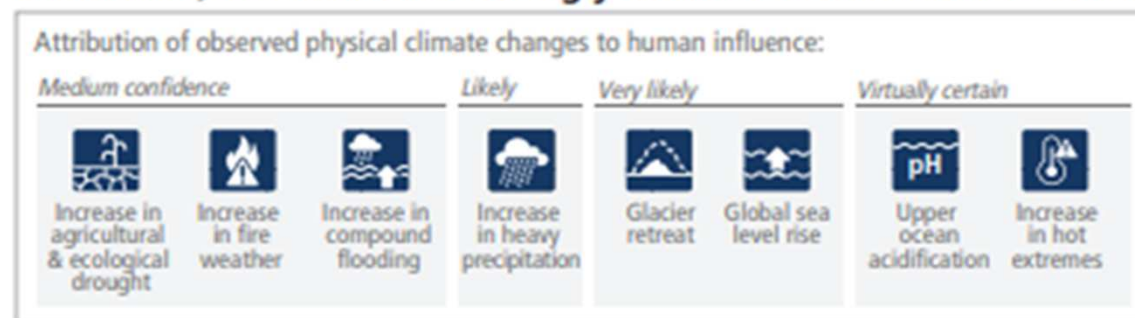 Attribution of observed physical climate changes to human influence:
Medium confidence
Likely
Very likely
Virtually certain
pH
Increase in
agricultural
& ecological
drought
Increase
in fire
weather
Increase in
compound
flooding
Increase
in heavy
precipitation
Glacier
retreat
Global sea
level rise
Upper
ocean
acidification
Increase
in hot
extremes